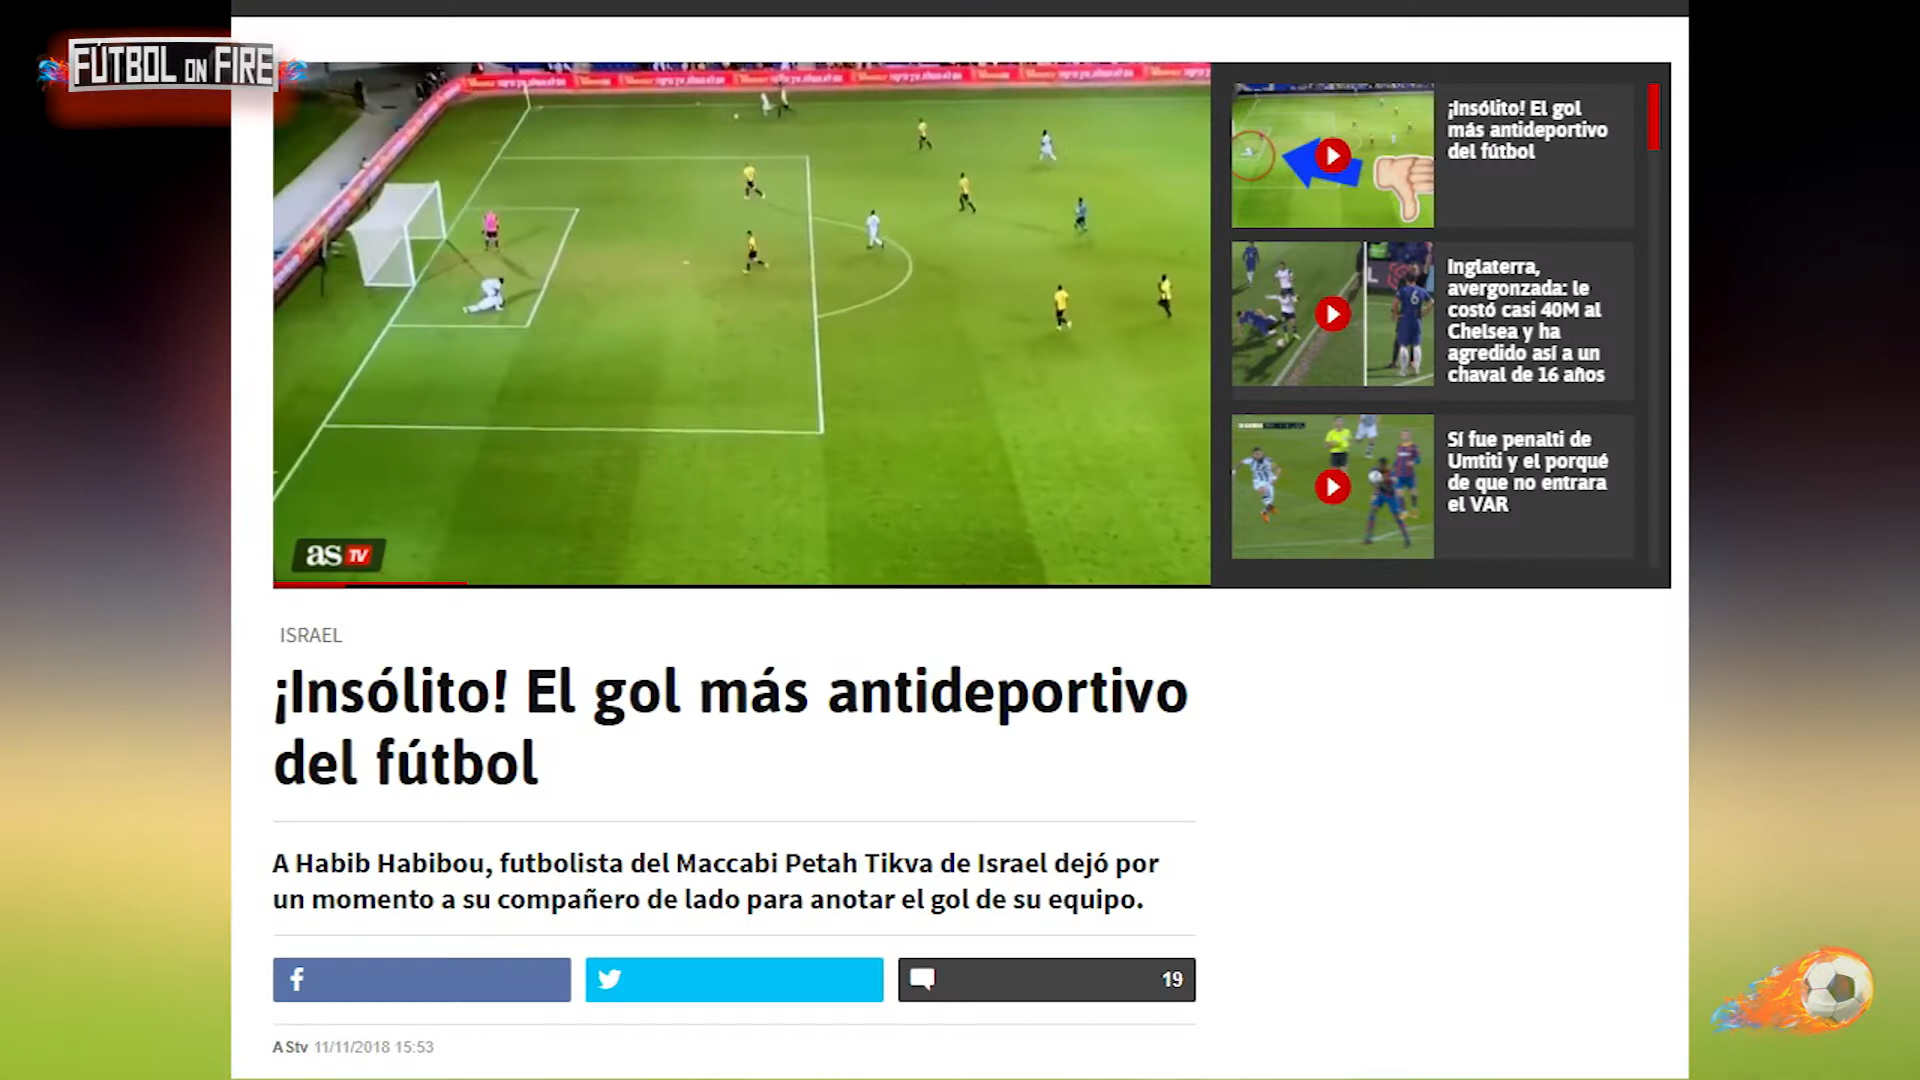 FÚTBOL ON FIRE
as TV
¡Insólito! El gol
más antideportivo
del fútbol
Inglaterra,
avergonzada: le
costó casi 40M al
Chelsea y ha
agredido así a un
chaval de 16 años
Sí fue penalti de
Umtiti y el porqué
de que no entrara
el VAR
ISRAEL
¡Insólito! El gol más antideportivo
del fútbol
A Habib Habibou, futbolista del Maccabi Petah Tikva de Israel dejó por
un momento a su compañero de lado para anotar el gol de su equipo.
19
AStv 11/11/2018 15:53